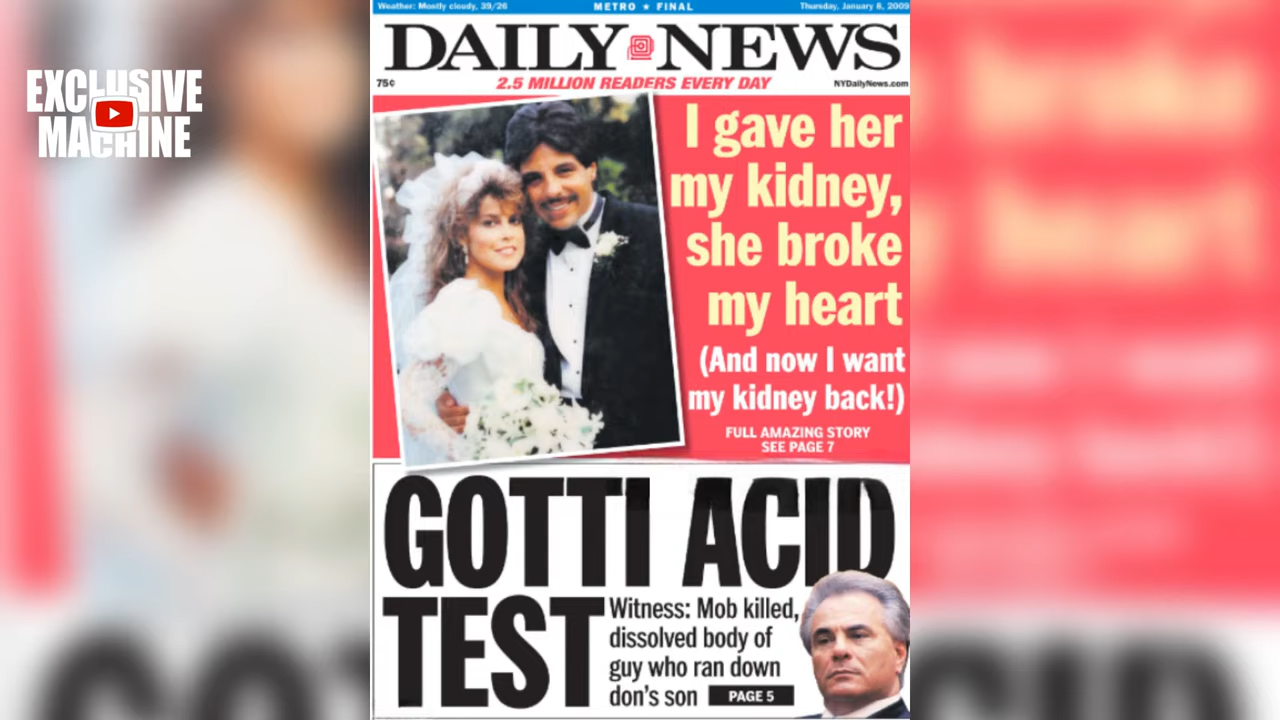 EXCLUSIVE
MACHINE
Weather: Mostly cloudy, 39/26
METRO ★ FINAL
Thursday, January 8, 2009
DAILY NEWS
75¢
2.5 MILLION READERS EVERY DAY
NYDailyNews.com
I gave her
my kidney,
she broke
my heart
(And now I want
my kidney back!)
FULL AMAZING STORY
SEE PAGE 7
GOTTI ACID
TEST
Witness: Mob killed,
dissolved body of
guy who ran down
don's son PAGE 5